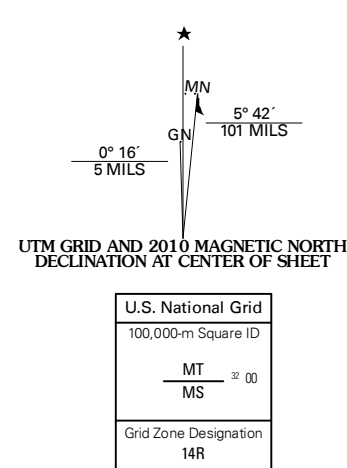 MN
5° 42´
101 MILS
GN
0° 16´
5 MILS
UTM GRID AND 2010 MAGNETIC NORTH
DECLINATION AT CENTER OF SHEET
U.S. National Grid
100,000-m Square ID
MT
32 00
MS
Grid Zone Designation
14R